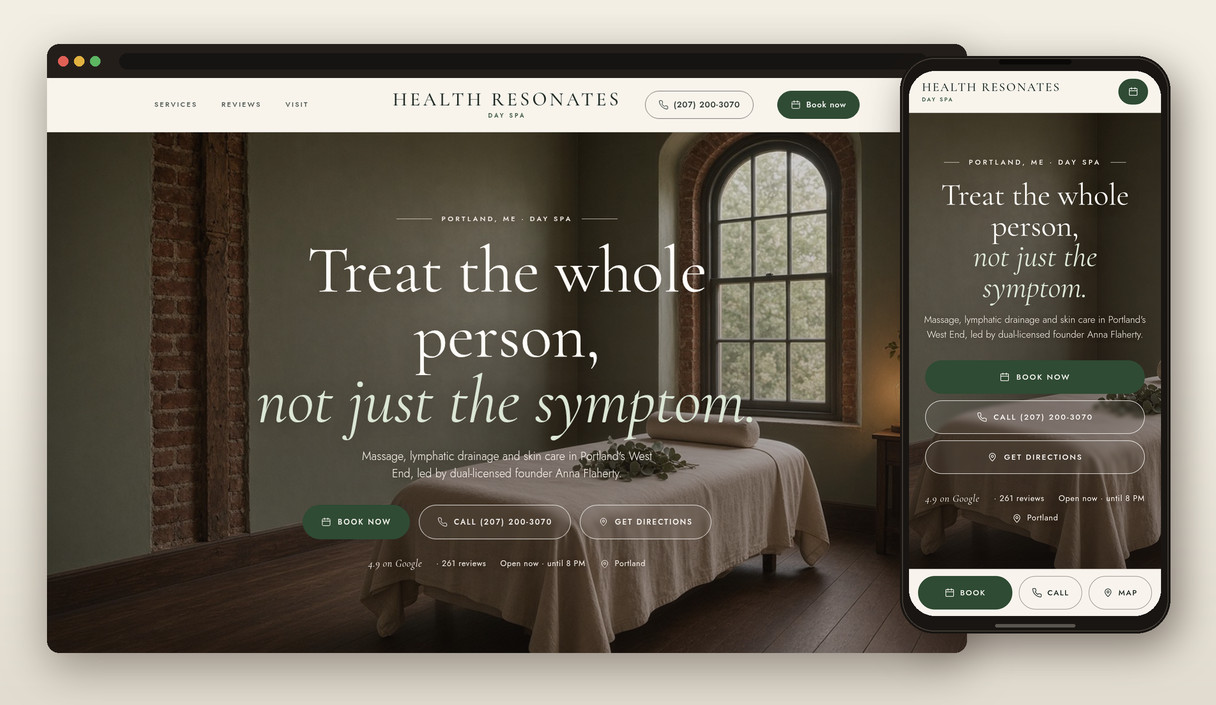 SERVICES
REVIEWS
VISIT
HEALTH RESONATES
DAY SPA
(207) 200-3070
Book now
PORTLAND, ME · DAY SPA
Treat the whole
person,
not just the symptom.
Massage, lymphatic drainage and skin care in Portland's West
End, led by dual-licensed founder Anna Flaherty.
BOOK NOW
CALL (207) 200-3070
GET DIRECTIONS
4.9 on Google · 261 reviews Open now · until 8 PM Portland
HEALTH RESONATES
DAY SPA
PORTLAND, ME · DAY SPA
Treat the whole
person,
not just the
symptom.
Massage, lymphatic drainage and skin care in Portland's
West End, led by dual-licensed founder Anna Flaherty.
BOOK NOW
CALL (207) 200-3070
GET DIRECTIONS
4.9 on Google · 261 reviews Open now · until 8 PM
Portland
BOOK
CALL
MAP